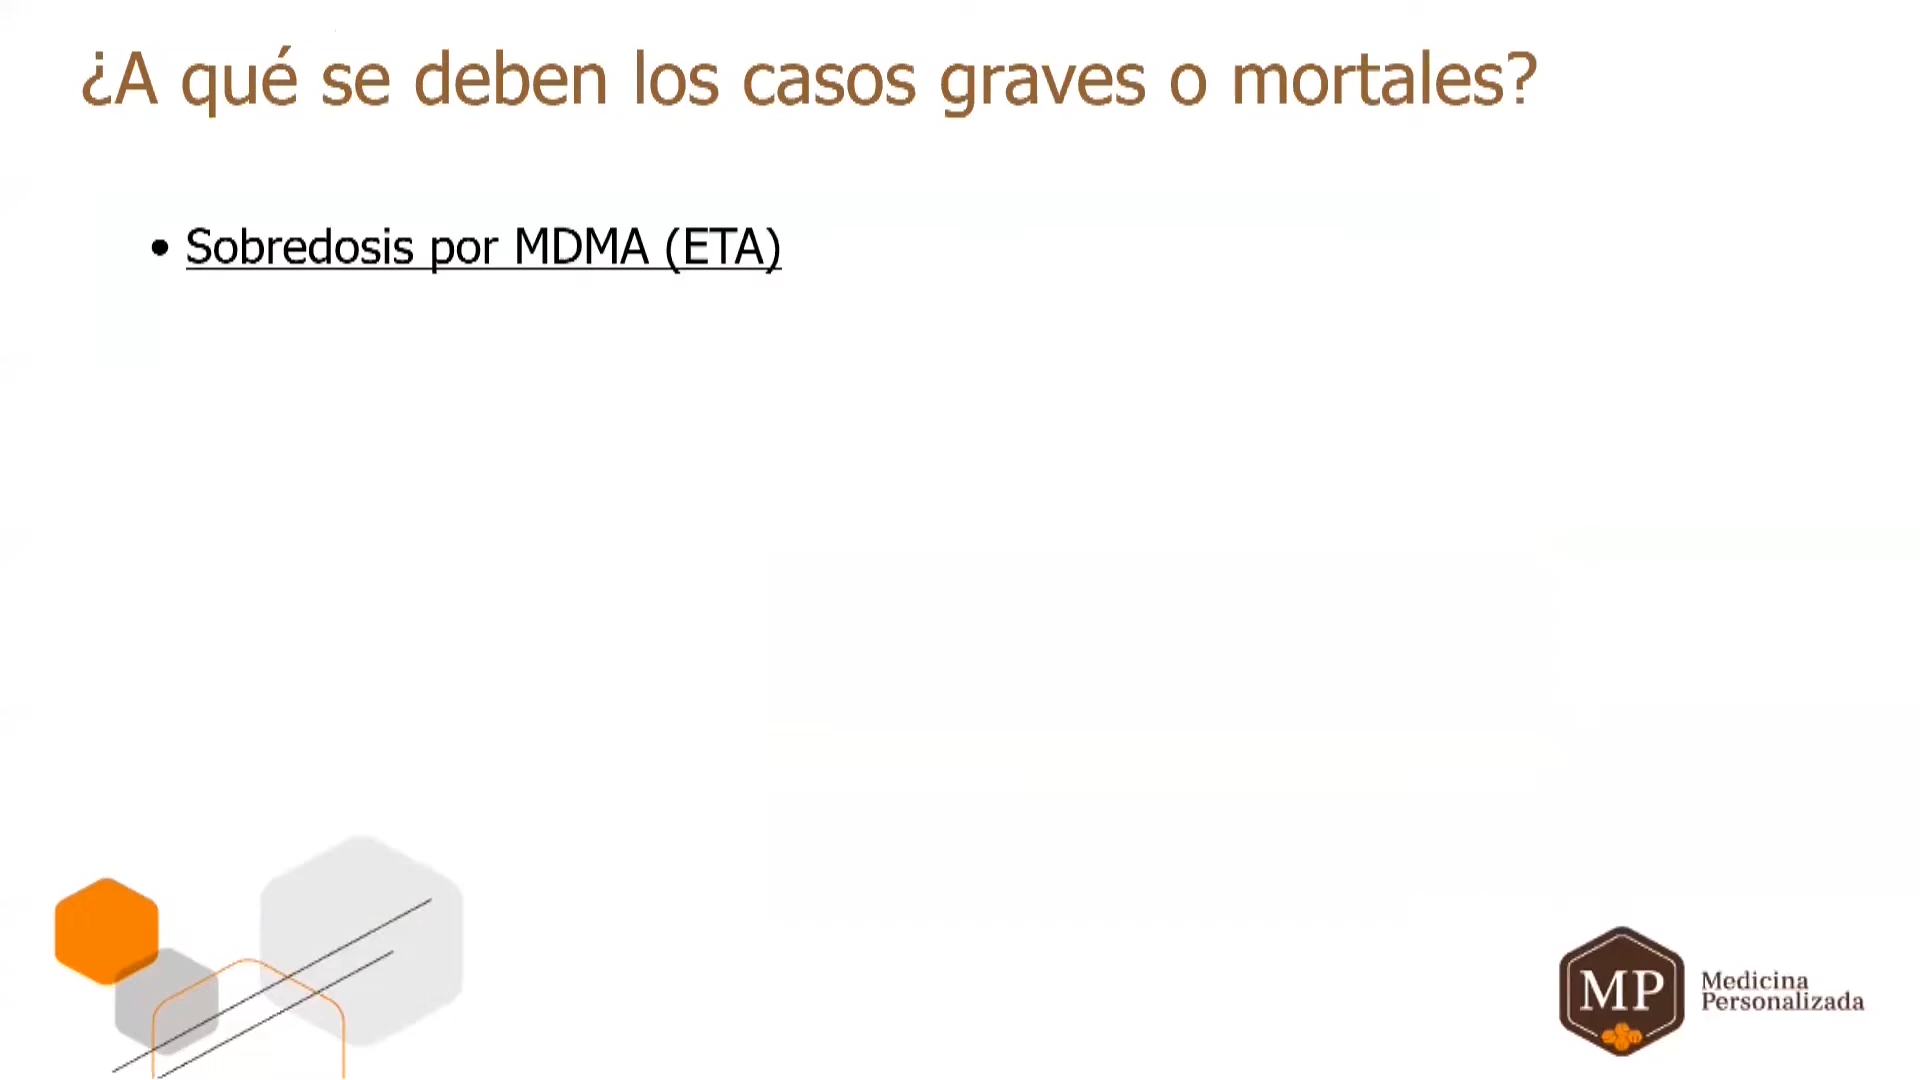 ¿A qué se deben los casos graves o mortales?
• Sobredosis por MDMA (ETA)
MP
Medicina
Personalizada